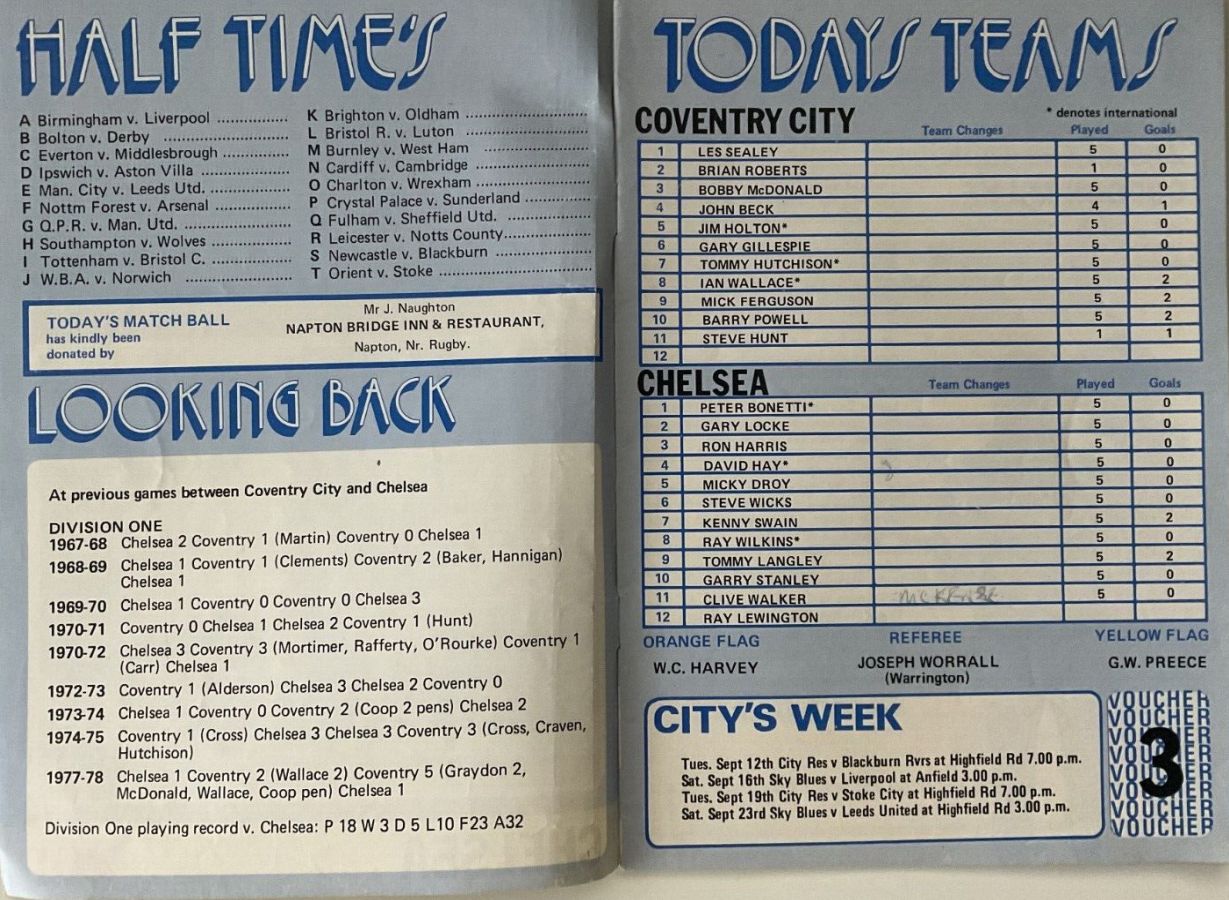 HALF TIME'S
A Birmingham v. Liverpool ...............
B Bolton v. Derby ...............
C Everton v. Middlesbrough ...............
D Ipswich v. Aston Villa ...............
E Man. City v. Leeds Utd. ...............
F Nottm Forest v. Arsenal ...............
G Q.P.R. v. Man. Utd. ...............
H Southampton v. Wolves ...............
I Tottenham v. Bristol C. ...............
J W.B.A. v. Norwich ...............
K Brighton v. Oldham ...............
L Bristol R. v. Luton ...............
M Burnley v. West Ham ...............
N Cardiff v. Cambridge ...............
O Charlton v. Wrexham ...............
P Crystal Palace v. Sunderland ...............
Q Fulham v. Sheffield Utd. ...............
R Leicester v. Notts County...............
S Newcastle v. Blackburn ...............
T Orient v. Stoke ...............
TODAY'S MATCH BALL
has kindly been
donated by
Mr J. Naughton
NAPTON BRIDGE INN & RESTAURANT,
Napton, Nr. Rugby.
LOOKING BACK
At previous games between Coventry City and Chelsea
DIVISION ONE
1967-68 Chelsea 2 Coventry 1 (Martin) Coventry 0 Chelsea 1
1968-69 Chelsea 1 Coventry 1 (Clements) Coventry 2 (Baker, Hannigan)
Chelsea 1
1969-70 Chelsea 1 Coventry 0 Coventry 0 Chelsea 3
1970-71 Coventry 0 Chelsea 1 Chelsea 2 Coventry 1 (Hunt)
1970-72 Chelsea 3 Coventry 3 (Mortimer, Rafferty, O'Rourke) Coventry 1
(Carr) Chelsea 1
1972-73 Coventry 1 (Alderson) Chelsea 3 Chelsea 2 Coventry 0
1973-74 Chelsea 1 Coventry 0 Coventry 2 (Coop 2 pens) Chelsea 2
1974-75 Coventry 1 (Cross) Chelsea 3 Chelsea 3 Coventry 3 (Cross, Craven,
Hutchison)
1977-78 Chelsea 1 Coventry 2 (Wallace 2) Coventry 5 (Graydon 2,
McDonald, Wallace, Coop pen) Chelsea 1
Division One playing record v. Chelsea: P 18 W 3 D 5 L10 F23 A32
TODAYS TEAMS
* denotes international
COVENTRY CITY Team Changes Played Goals
1 LES SEALEY 5 0
2 BRIAN ROBERTS 1 0
3 BOBBY McDONALD 5 0
4 JOHN BECK 4 1
5 JIM HOLTON* 5 0
6 GARY GILLESPIE 5 0
7 TOMMY HUTCHISON* 5 0
8 IAN WALLACE* 5 2
9 MICK FERGUSON 5 2
10 BARRY POWELL 5 2
11 STEVE HUNT 1 1
12
CHELSEA Team Changes Played Goals
1 PETER BONETTI* 5 0
2 GARY LOCKE 5 0
3 RON HARRIS 5 0
4 DAVID HAY* 5 0
5 MICKY DROY 5 0
6 STEVE WICKS 5 0
7 KENNY SWAIN 5 2
8 RAY WILKINS* 5 0
9 TOMMY LANGLEY 5 2
10 GARRY STANLEY 5 0
11 CLIVE WALKER 5 0
12 RAY LEWINGTON
ORANGE FLAG REFEREE YELLOW FLAG
W.C. HARVEY JOSEPH WORRALL G.W. PREECE
(Warrington)
CITY'S WEEK
Tues. Sept 12th City Res v Blackburn Rvrs at Highfield Rd 7.00 p.m.
Sat. Sept 16th Sky Blues v Liverpool at Anfield 3.00 p.m.
Tues. Sept 19th City Res v Stoke City at Highfield Rd 7.00 p.m.
Sat. Sept 23rd Sky Blues v Leeds United at Highfield Rd 3.00 p.m.
VOUCHER
VOUCHER
VOUCHER
VOUCHER
VOUCHER
VOUCHER
VOUCHER
VOUCHER
3